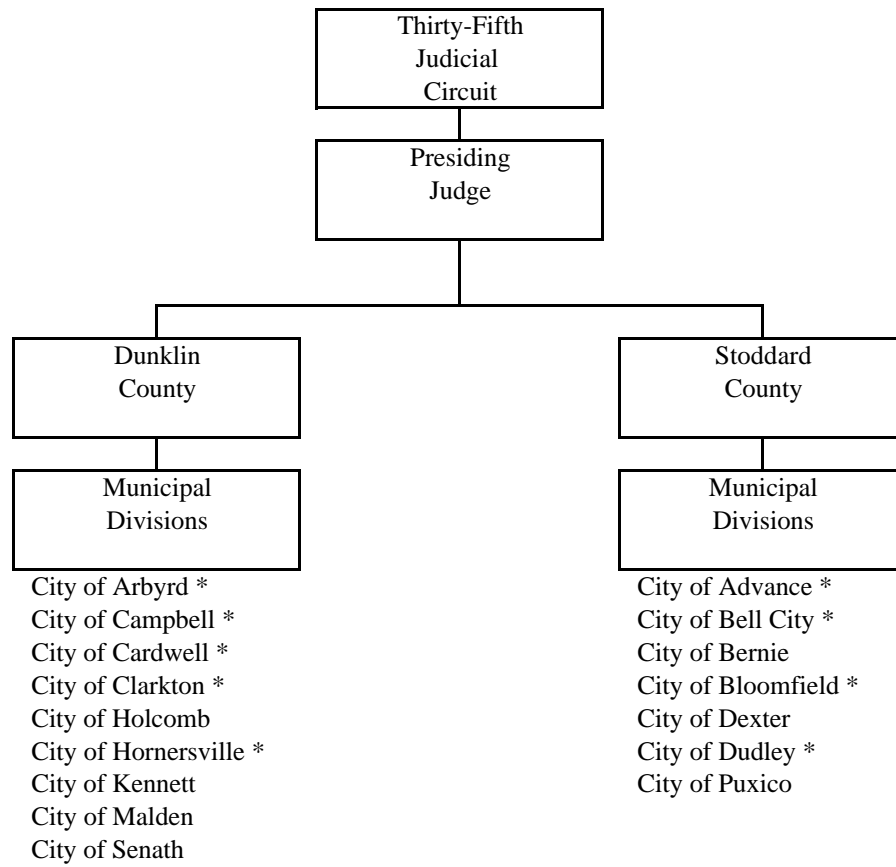 Thirty-Fifth
Judicial
Circuit
Presiding
Judge
Dunklin
County
Municipal
Divisions
City of Arbyrd *
City of Campbell *
City of Cardwell *
City of Clarkton *
City of Holcomb
City of Hornersville *
City of Kennett
City of Malden
City of Senath
Stoddard
County
Municipal
Divisions
City of Advance *
City of Bell City *
City of Bernie
City of Bloomfield *
City of Dexter
City of Dudley *
City of Puxico